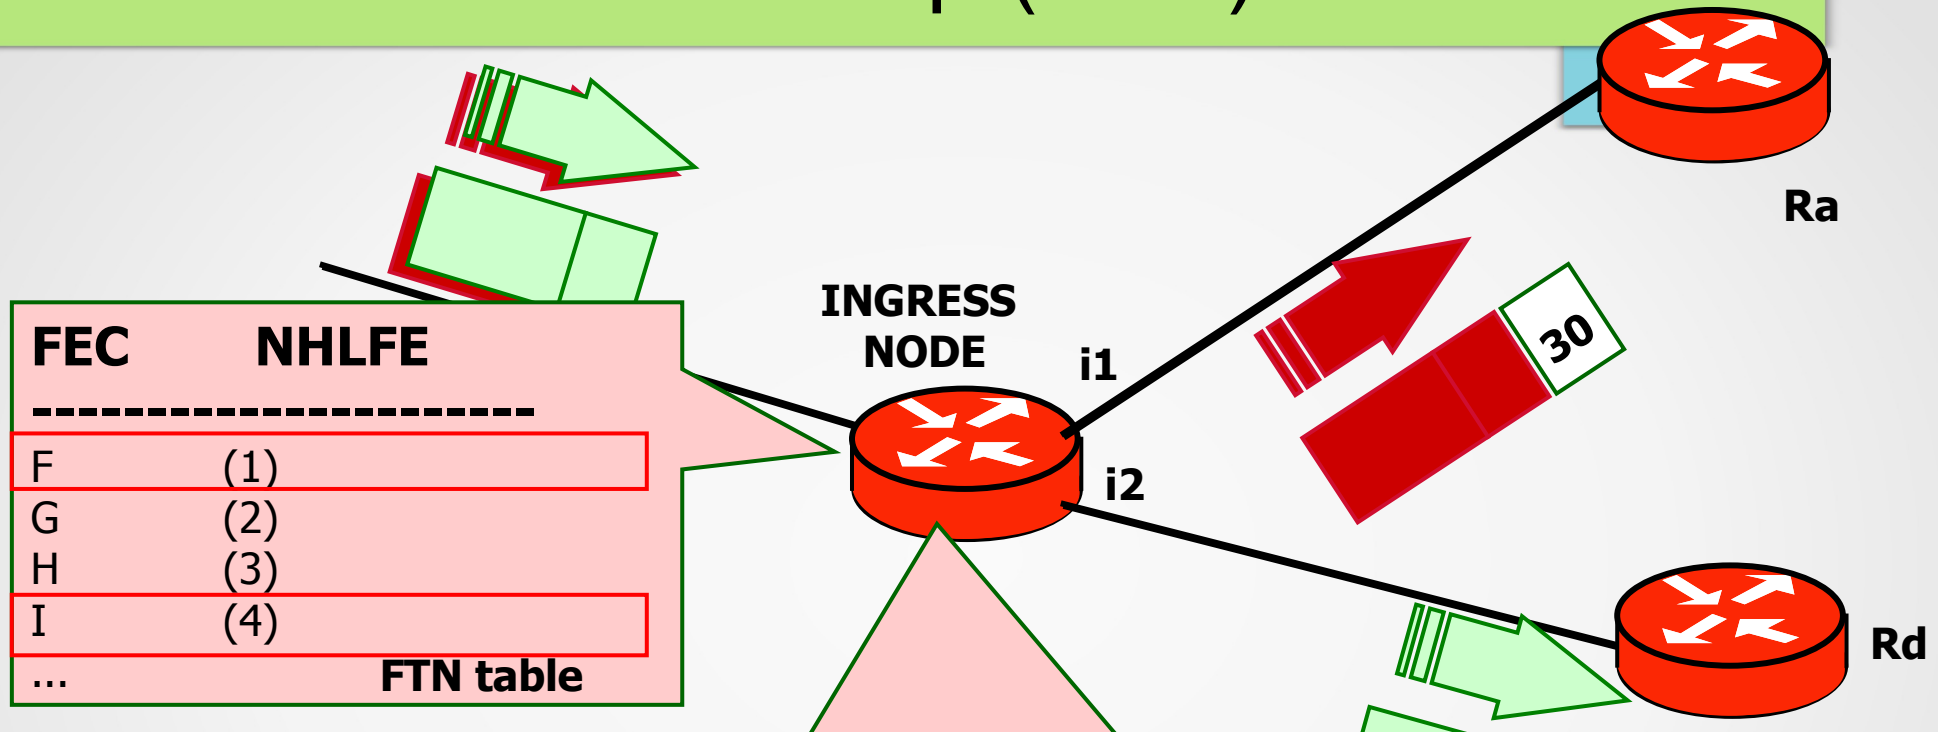 Ra
INGRESS
NODE
i1
30
FEC NHLFE
----------------------
F (1)
G (2)
H (3)
I (4)
...
FTN table
i2
Rd